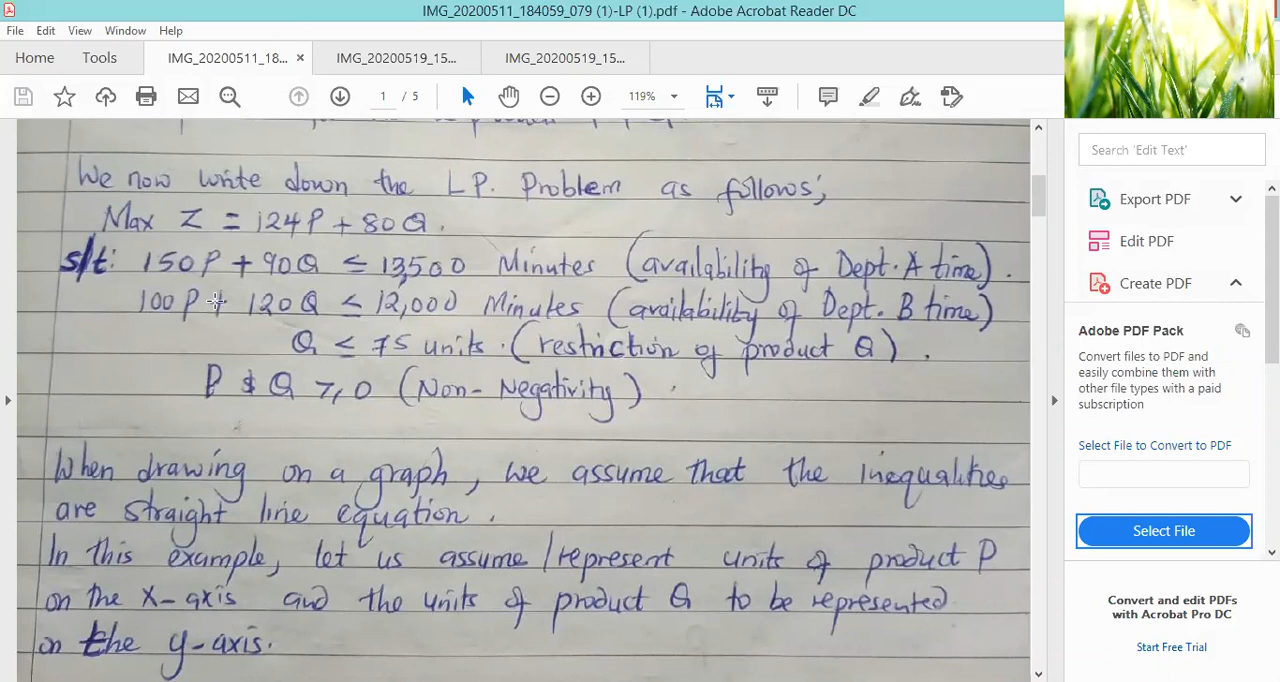 IMG_20200511_184059_079 (1)-LP (1).pdf - Adobe Acrobat Reader DC
File Edit View Window Help
Home Tools IMG_20200511_18... × IMG_20200519_15... IMG_20200519_15...
1 / 5 119%
We now write down the LP. Problem as follows;
Max Z = 124P + 80Q.
s/t: 150P + 90Q ≤ 13,500 Minutes (availability of Dept. A time).
100P + 120Q ≤ 12,000 Minutes (availability of Dept. B time)
Q ≤ 75 units. (restriction of product Q).
P & Q ≥ 0 (Non-Negativity)
When drawing on a graph, we assume that the inequalities
are straight line equation.
In this example, let us assume/represent units of product P
on the x-axis and the units of product Q to be represented
on the y-axis.
Search 'Edit Text'
Export PDF
Edit PDF
Create PDF
Adobe PDF Pack
Convert files to PDF and
easily combine them with
other file types with a paid
subscription
Select File to Convert to PDF
Select File
Convert and edit PDFs
with Acrobat Pro DC
Start Free Trial